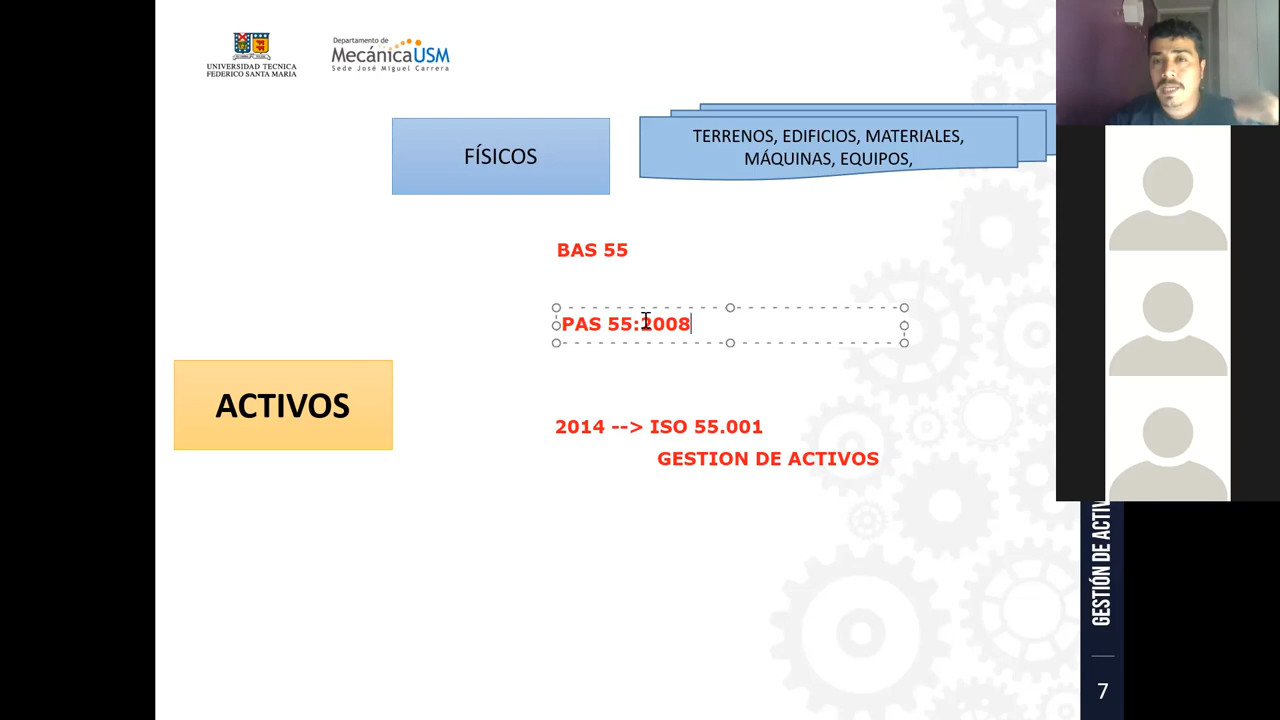 UNIVERSIDAD TECNICA
FEDERICO SANTA MARIA
Departamento de
MecánicaUSM
Sede José Miguel Carrera
FÍSICOS
TERRENOS, EDIFICIOS, MATERIALES,
MÁQUINAS, EQUIPOS,
BAS 55
PAS 55:2008
ACTIVOS
2014 --> ISO 55.001
GESTION DE ACTIVOS
GESTIÓN DE ACTIV
7